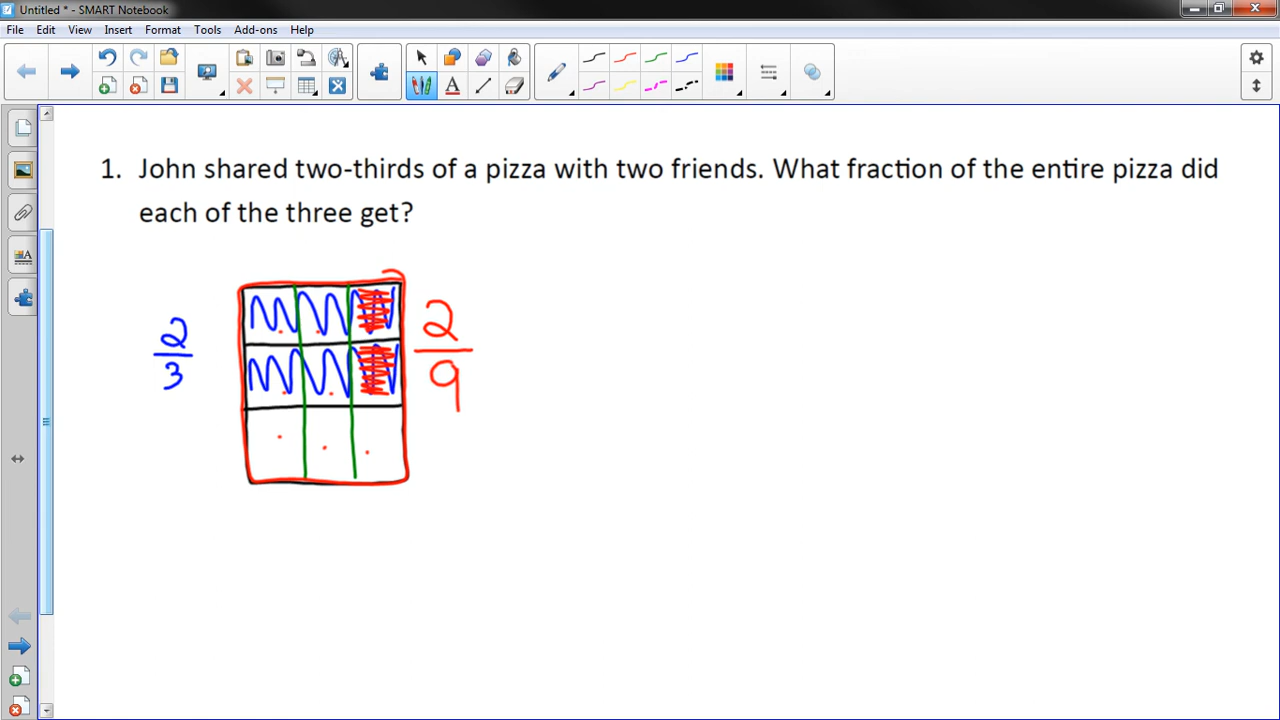 Untitled * - SMART Notebook
File Edit View Insert Format Tools Add-ons Help
1. John shared two-thirds of a pizza with two friends. What fraction of the entire pizza did
each of the three get?
2
3
2
9